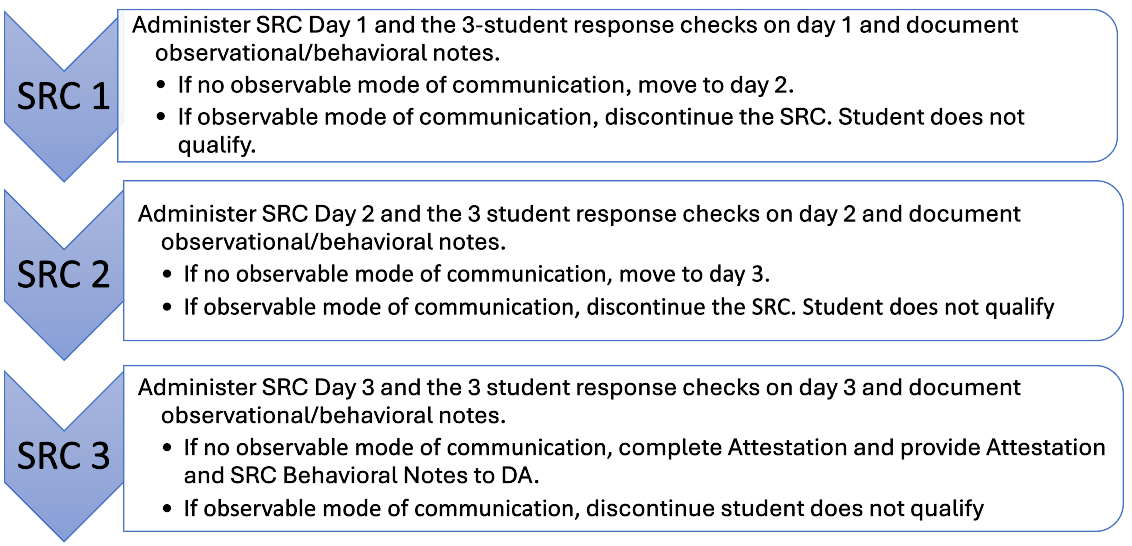 SRC 1
Administer SRC Day 1 and the 3-student response checks on day 1 and document
observational/behavioral notes.
• If no observable mode of communication, move to day 2.
• If observable mode of communication, discontinue the SRC. Student does not
qualify.
SRC 2
Administer SRC Day 2 and the 3 student response checks on day 2 and document
observational/behavioral notes.
• If no observable mode of communication, move to day 3.
• If observable mode of communication, discontinue the SRC. Student does not qualify
SRC 3
Administer SRC Day 3 and the 3 student response checks on day 3 and document
observational/behavioral notes.
• If no observable mode of communication, complete Attestation and provide Attestation
and SRC Behavioral Notes to DA.
• If observable mode of communication, discontinue student does not qualify